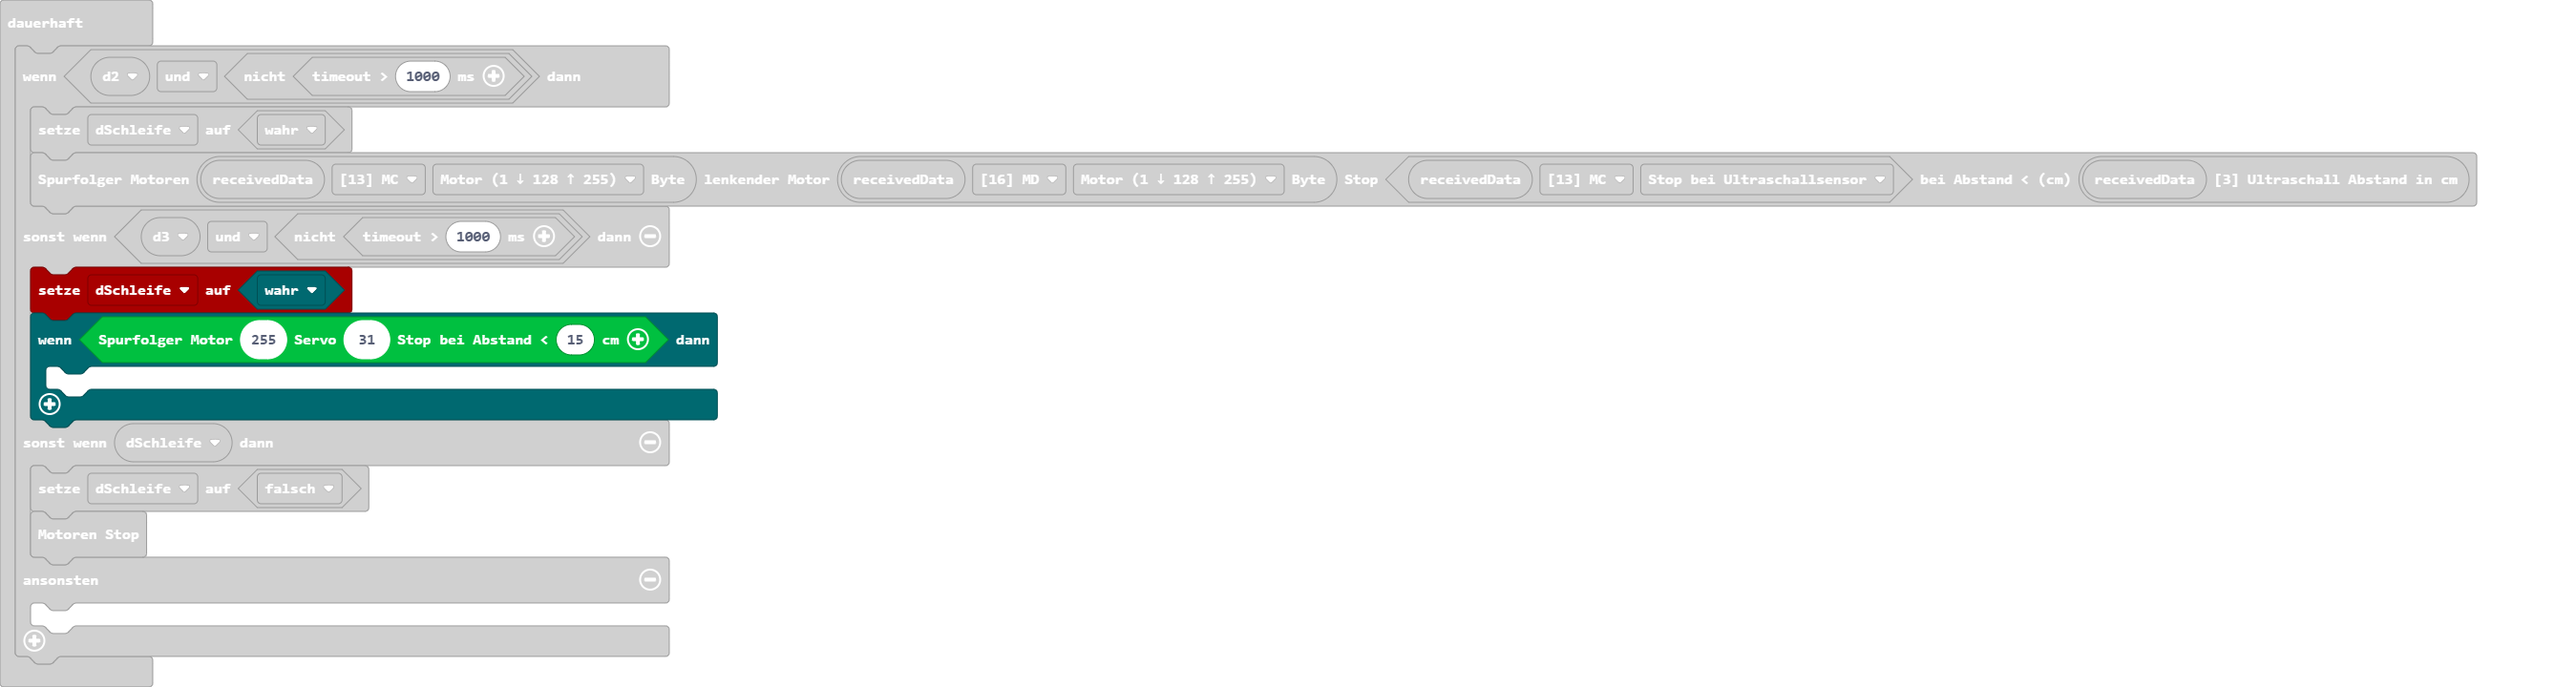 dauerhaft
wenn d2 und nicht timeout > 1000 ms dann
setze dSchleife auf wahr
Spurfolger Motoren receivedData [13] MC Motor (1 ↓ 128 ↑ 255) Byte lenkender Motor receivedData [16] MD Motor (1 ↓ 128 ↑ 255) Byte Stop receivedData [13] MC Stop bei Ultraschallsensor bei Abstand < (cm) receivedData [3] Ultraschall Abstand in cm
sonst wenn d3 und nicht timeout > 1000 ms dann
setze dSchleife auf wahr
wenn Spurfolger Motor 255 Servo 31 Stop bei Abstand < 15 cm dann
sonst wenn dSchleife dann
setze dSchleife auf falsch
Motoren Stop
ansonsten